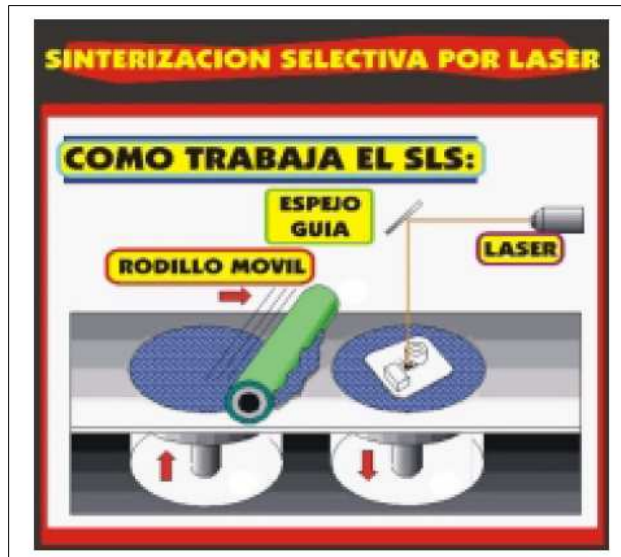 SINTERIZACION SELECTIVA POR LASER
COMO TRABAJA EL SLS:
ESPEJO
GUIA
LASER
RODILLO MOVIL